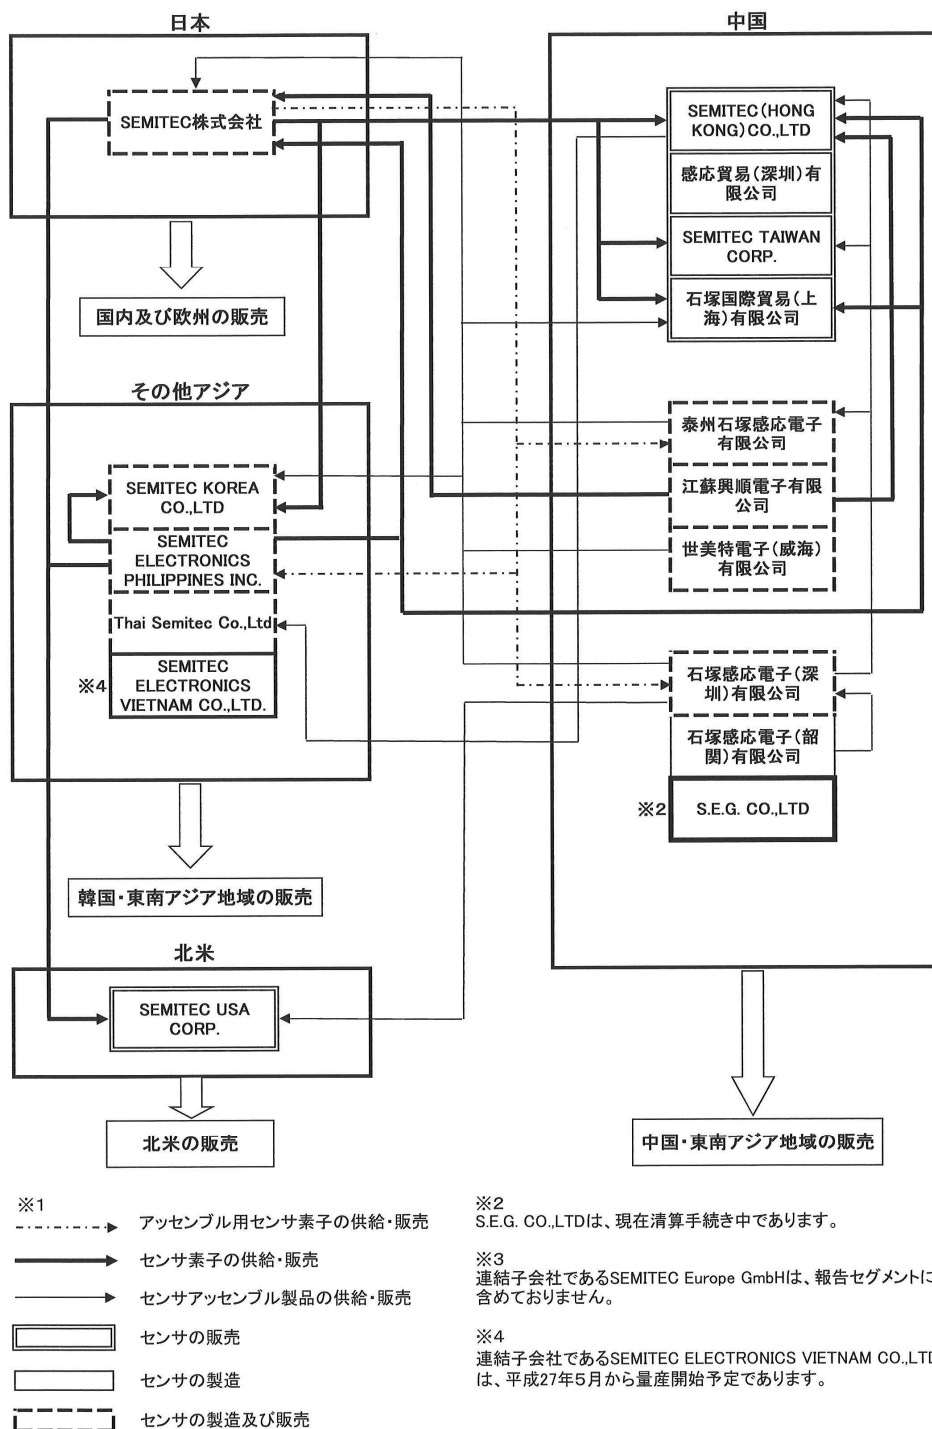 日本
SEMITEC株式会社
国内及び欧州の販売
その他アジア
SEMITEC KOREA
CO.,LTD
SEMITEC
ELECTRONICS
PHILIPPINES INC.
Thai Semitec Co.,Ltd
※4
SEMITEC
ELECTRONICS
VIETNAM CO.,LTD.
韓国・東南アジア地域の販売
北米
SEMITEC USA
CORP.
北米の販売
中国
SEMITEC(HONG
KONG)CO.,LTD
感応貿易(深圳)有
限公司
SEMITEC TAIWAN
CORP.
石塚国際貿易(上
海)有限公司
泰州石塚感応電子
有限公司
江蘇興順電子有限
公司
世美特電子(威海)
有限公司
石塚感応電子(深
圳)有限公司
石塚感応電子(韶
関)有限公司
※2
S.E.G. CO.,LTD
中国・東南アジア地域の販売
※1
アッセンブル用センサ素子の供給・販売
センサ素子の供給・販売
センサアッセンブル製品の供給・販売
センサの販売
センサの製造
センサの製造及び販売
※2
S.E.G. CO.,LTDは、現在清算手続き中であります。
※3
連結子会社であるSEMITEC Europe GmbHは、報告セグメントに
含めておりません。
※4
連結子会社であるSEMITEC ELECTRONICS VIETNAM CO.,LTD
は、平成27年5月から量産開始予定であります。